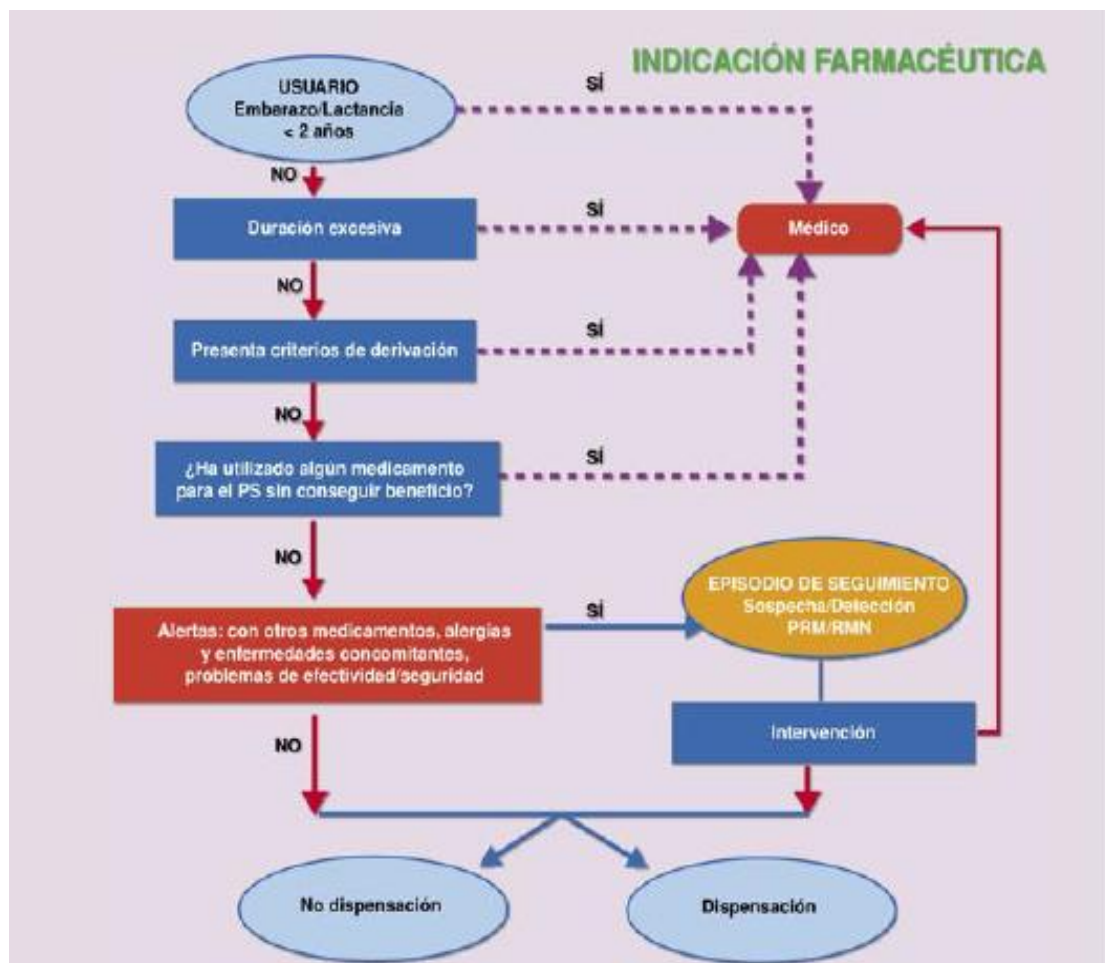 INDICACIÓN FARMACÉUTICA
USUARIO
Embarazo/Lactancia
< 2 años
SÍ
NO
Duración excesiva
SÍ
Médico
NO
Presenta criterios de derivación
SÍ
NO
¿Ha utilizado algún medicamento
para el PS sin conseguir beneficio?
SÍ
NO
Alertas: con otros medicamentos, alergias
y enfermedades concomitantes,
problemas de efectividad/seguridad
SÍ
EPISODIO DE SEGUIMIENTO
Sospecha/Detección
PRM/RMN
Intervención
NO
No dispensación
Dispensación